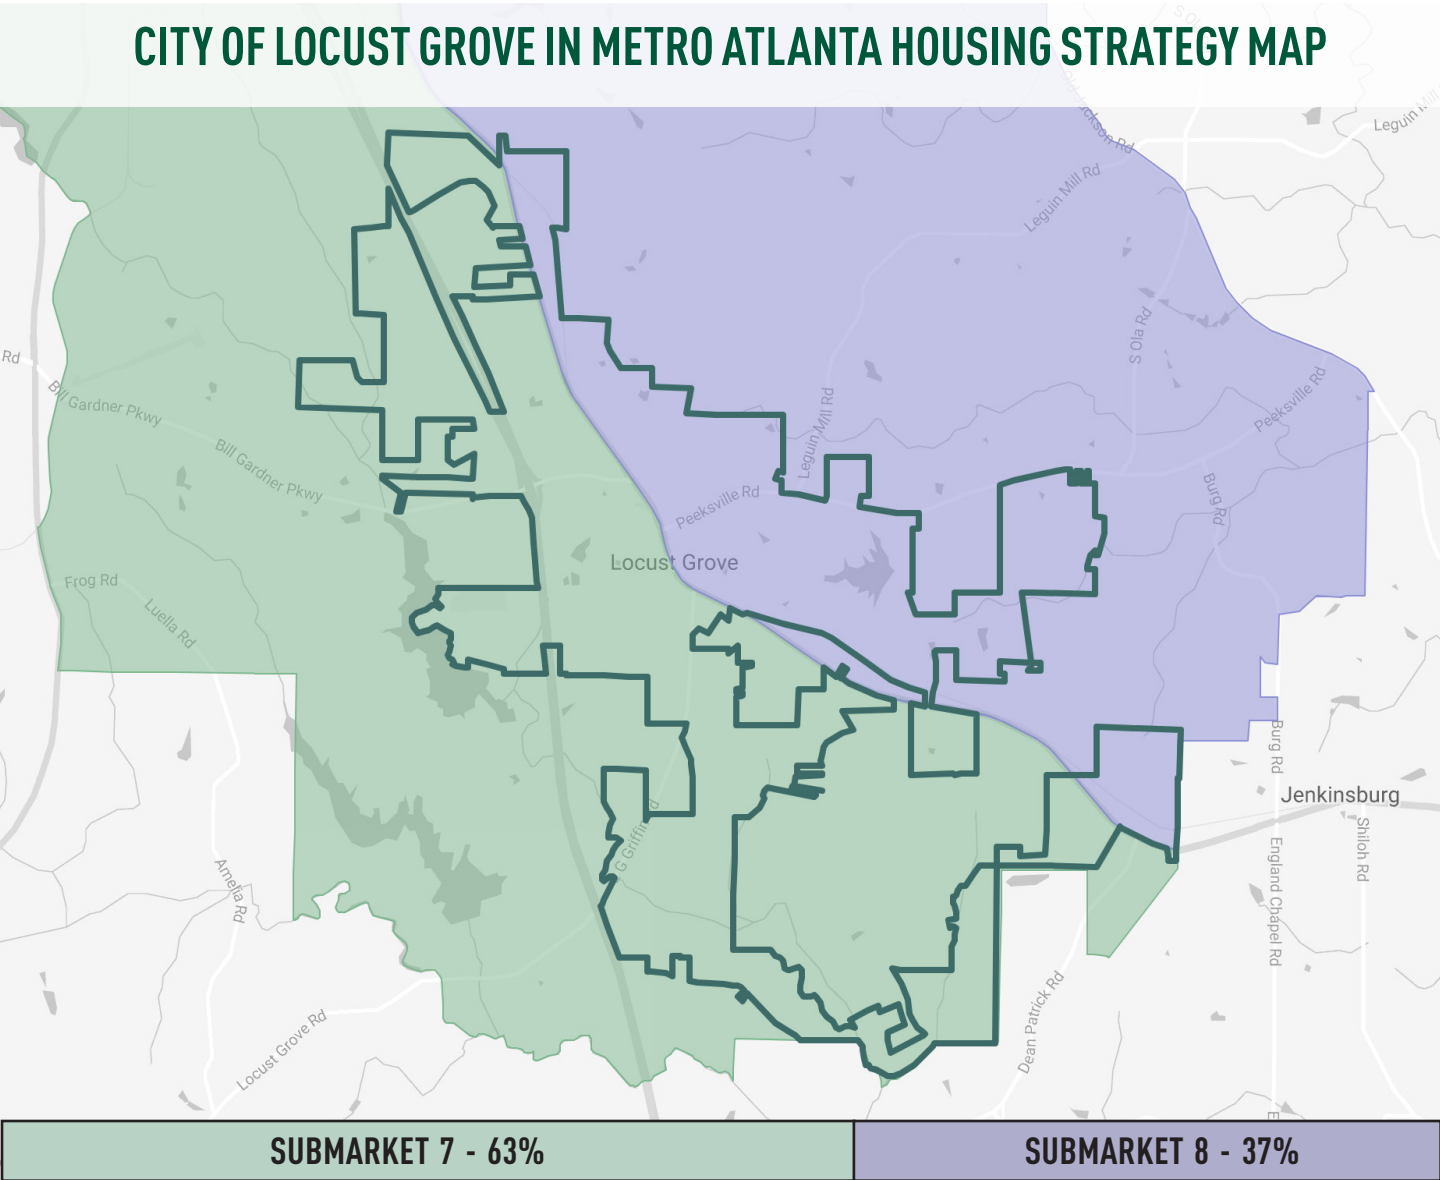 CITY OF LOCUST GROVE IN METRO ATLANTA HOUSING STRATEGY MAP
Old Jackson Rd
Leguin Mill
Leguin Mill Rd
S Ola Rd
Rd
Bill Gardner Pkwy
Bill Gardner Pkwy
Leguin Mill Rd
Peeksville Rd
Peeksville Rd
Burg Rd
Locust Grove
Frog Rd
Luella Rd
Burg Rd
Jenkinsburg
G Griffin Rd
Shiloh Rd
Amelia Rd
England Chapel Rd
Locust Grove Rd
Dean Patrick Rd
E
SUBMARKET 7 - 63%
SUBMARKET 8 - 37%